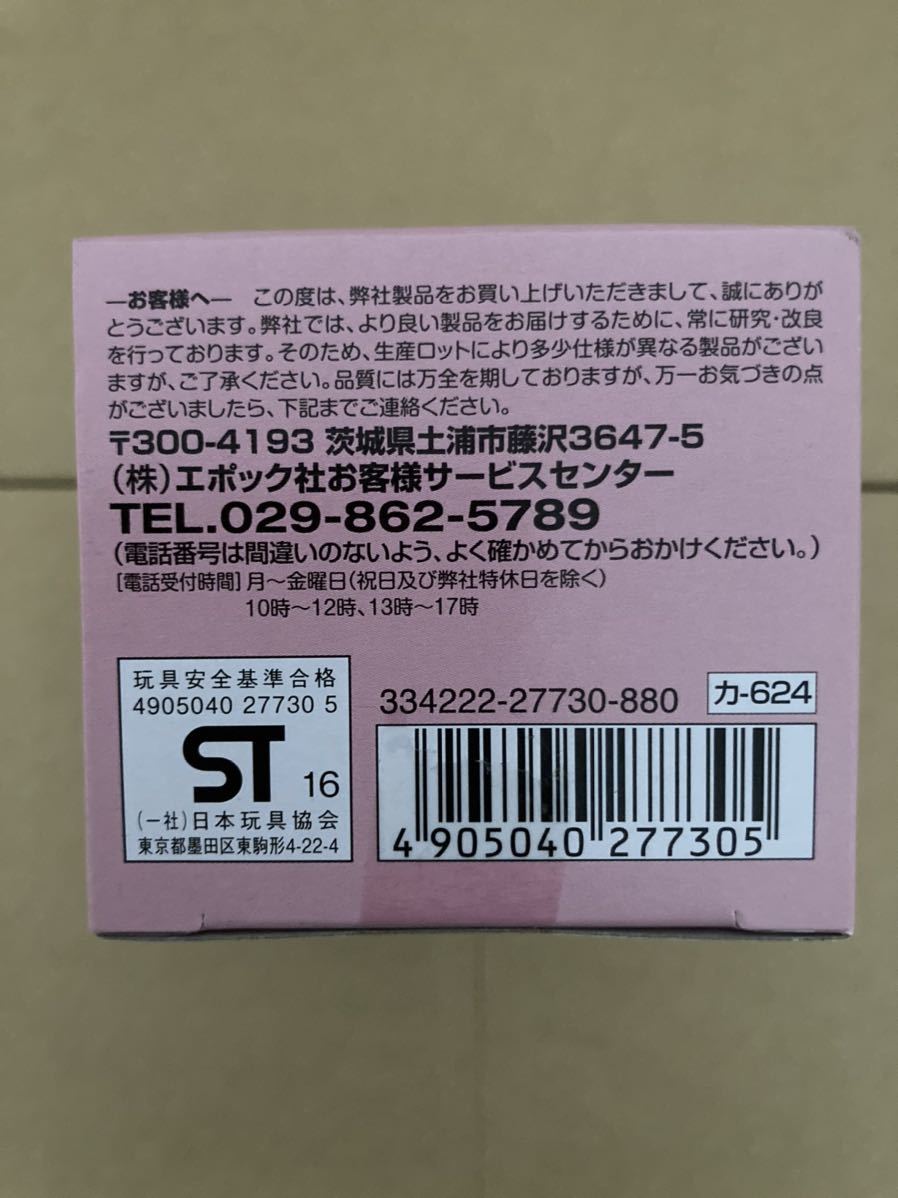 ―お客様へ― この度は、弊社製品をお買い上げいただきまして、誠にありが
とうございます。弊社では、より良い製品をお届けするために、常に研究・改良
を行っております。そのため、生産ロットにより多少仕様が異なる製品がござい
ますが、ご了承ください。品質には万全を期しておりますが、万一お気づきの点
がございましたら、下記までご連絡ください。
〒300-4193 茨城県土浦市藤沢3647-5
(株)エポック社お客様サービスセンター
TEL.029-862-5789
(電話番号は間違いのないよう、よく確かめてからおかけください。)
[電話受付時間] 月〜金曜日(祝日及び弊社特休日を除く)
10時〜12時、13時〜17時
玩具安全基準合格
4905040 27730 5
ST 16
(一社)日本玩具協会
東京都墨田区東駒形4-22-4
334222-27730-880 カ-624
4 905040 277305